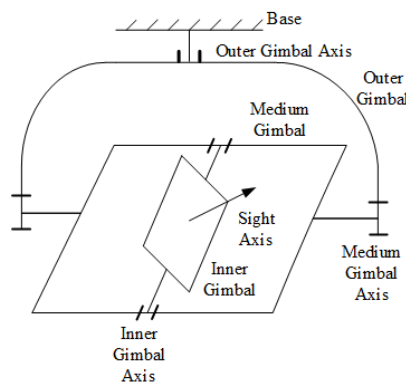 Base
Outer Gimbal Axis
Outer
Gimbal
Medium
Gimbal
Sight
Axis
Inner
Gimbal
Medium
Gimbal
Axis
Inner
Gimbal
Axis